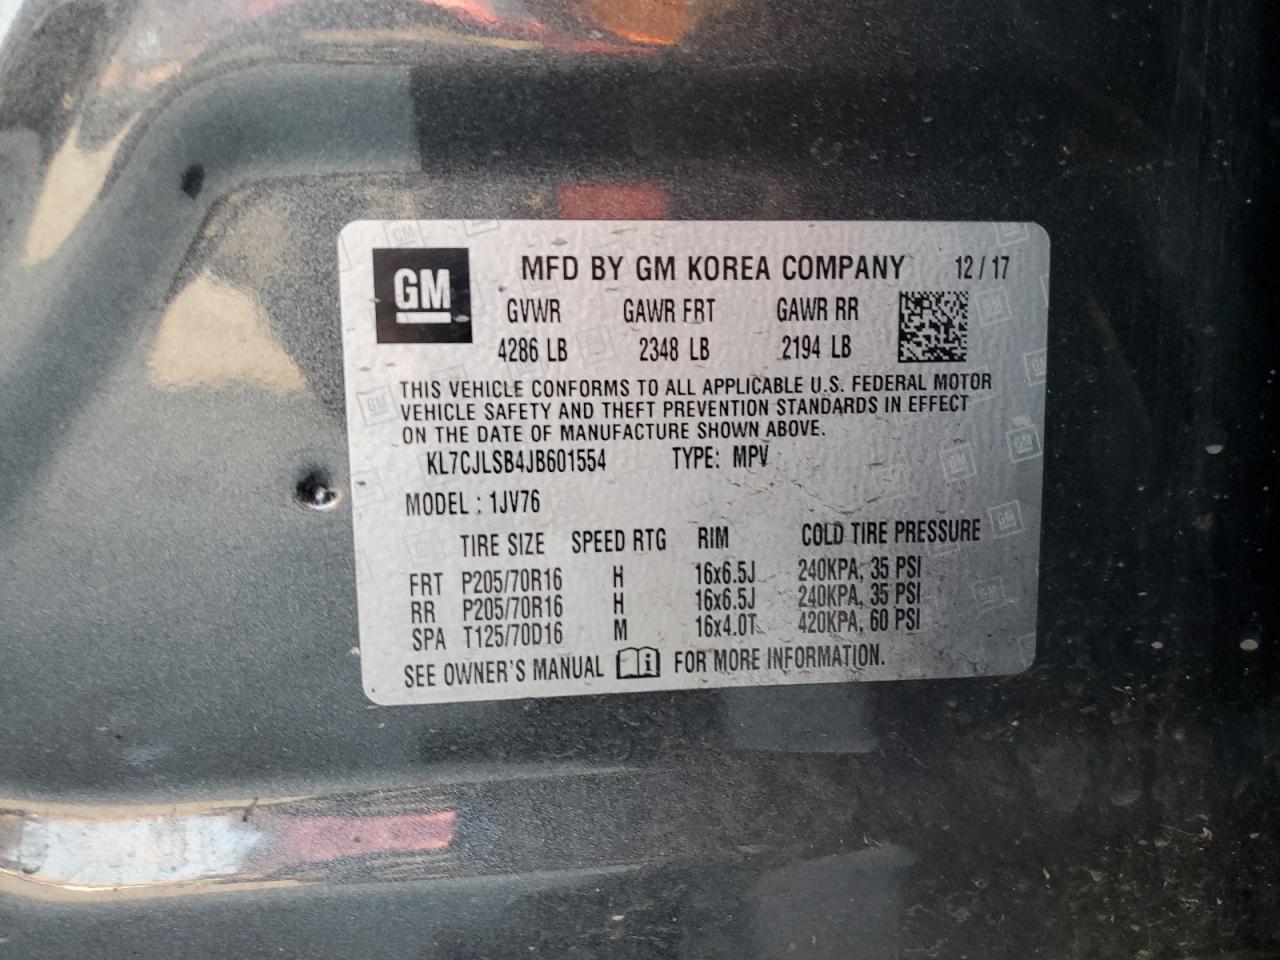 GM MFD BY GM KOREA COMPANY 12 / 17
GVWR GAWR FRT GAWR RR
4286 LB 2348 LB 2194 LB
THIS VEHICLE CONFORMS TO ALL APPLICABLE U.S. FEDERAL MOTOR
VEHICLE SAFETY AND THEFT PREVENTION STANDARDS IN EFFECT
ON THE DATE OF MANUFACTURE SHOWN ABOVE.
KL7CJLSB4JB601554 TYPE: MPV
MODEL : 1JV76
TIRE SIZE SPEED RTG RIM COLD TIRE PRESSURE
FRT P205/70R16 H 16x6.5J 240KPA, 35 PSI
RR P205/70R16 H 16x6.5J 240KPA, 35 PSI
SPA T125/70D16 M 16x4.0T 420KPA, 60 PSI
SEE OWNER'S MANUAL FOR MORE INFORMATION.